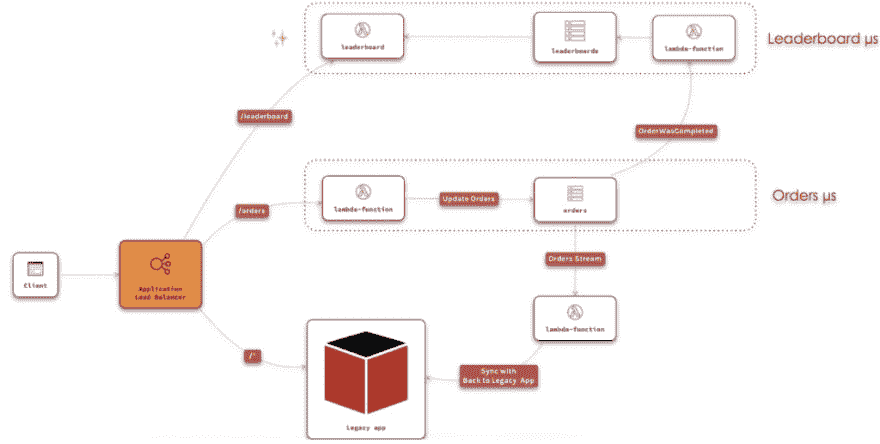 leaderboard
leaderboards
lambda-function
Leaderboard µs
/leaderboard
OrderWasCompleted
/orders
lambda-function
Update Orders
orders
Orders µs
Client
Application
Load Balancer
Orders Stream
lambda-function
/*
Sync with
Back to Legacy App
Legacy app